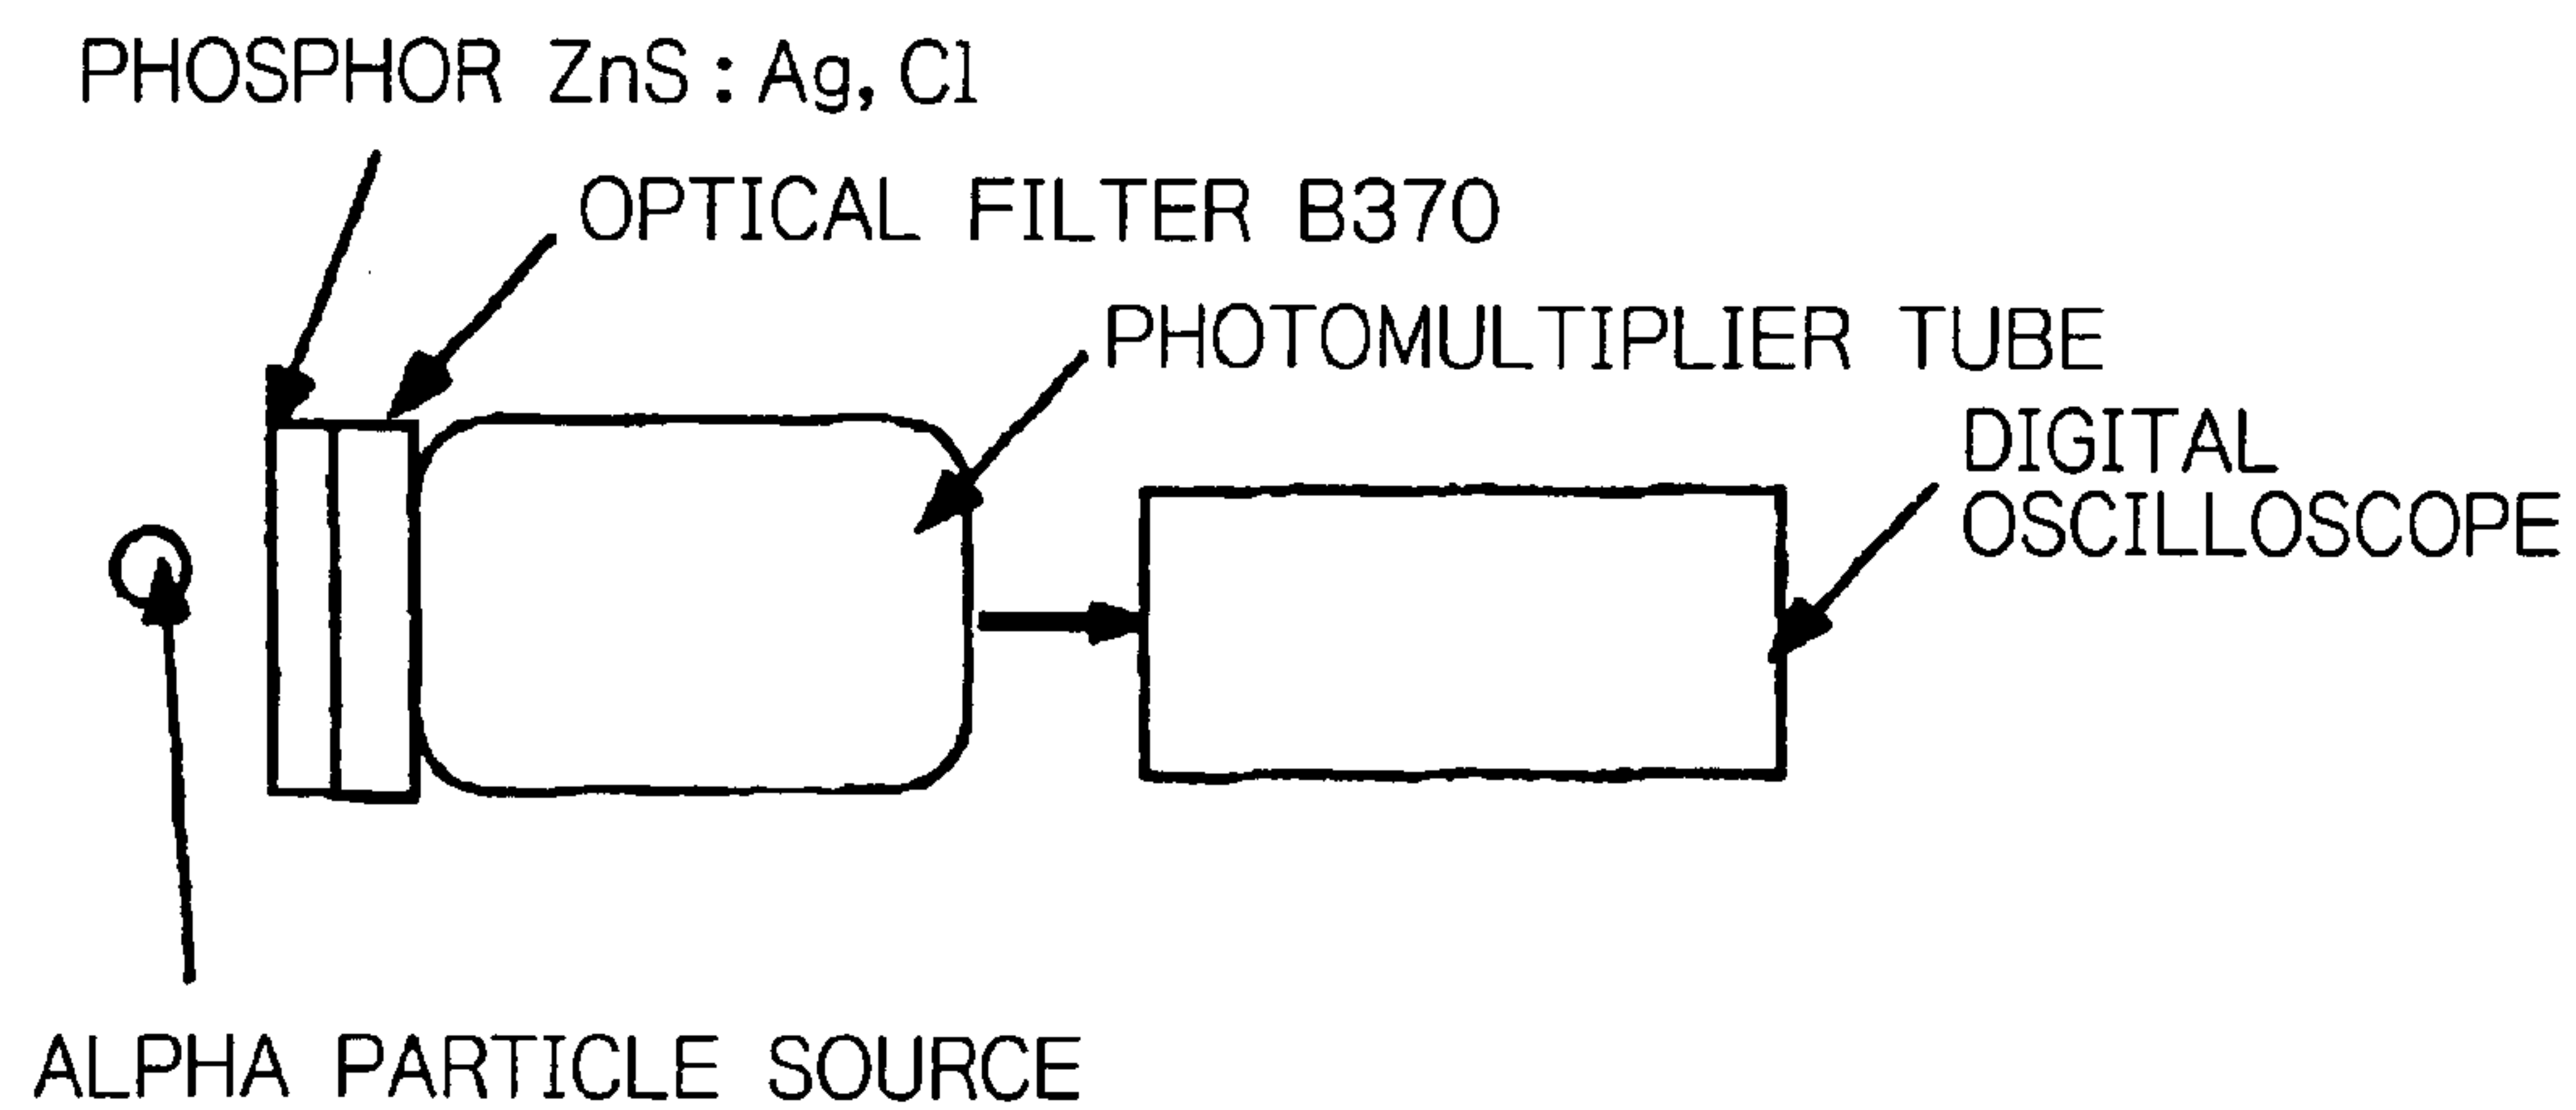 PHOSPHOR ZnS : Ag, Cl
OPTICAL FILTER B370
PHOTOMULTIPLIER TUBE
DIGITAL
OSCILLOSCOPE
ALPHA PARTICLE SOURCE